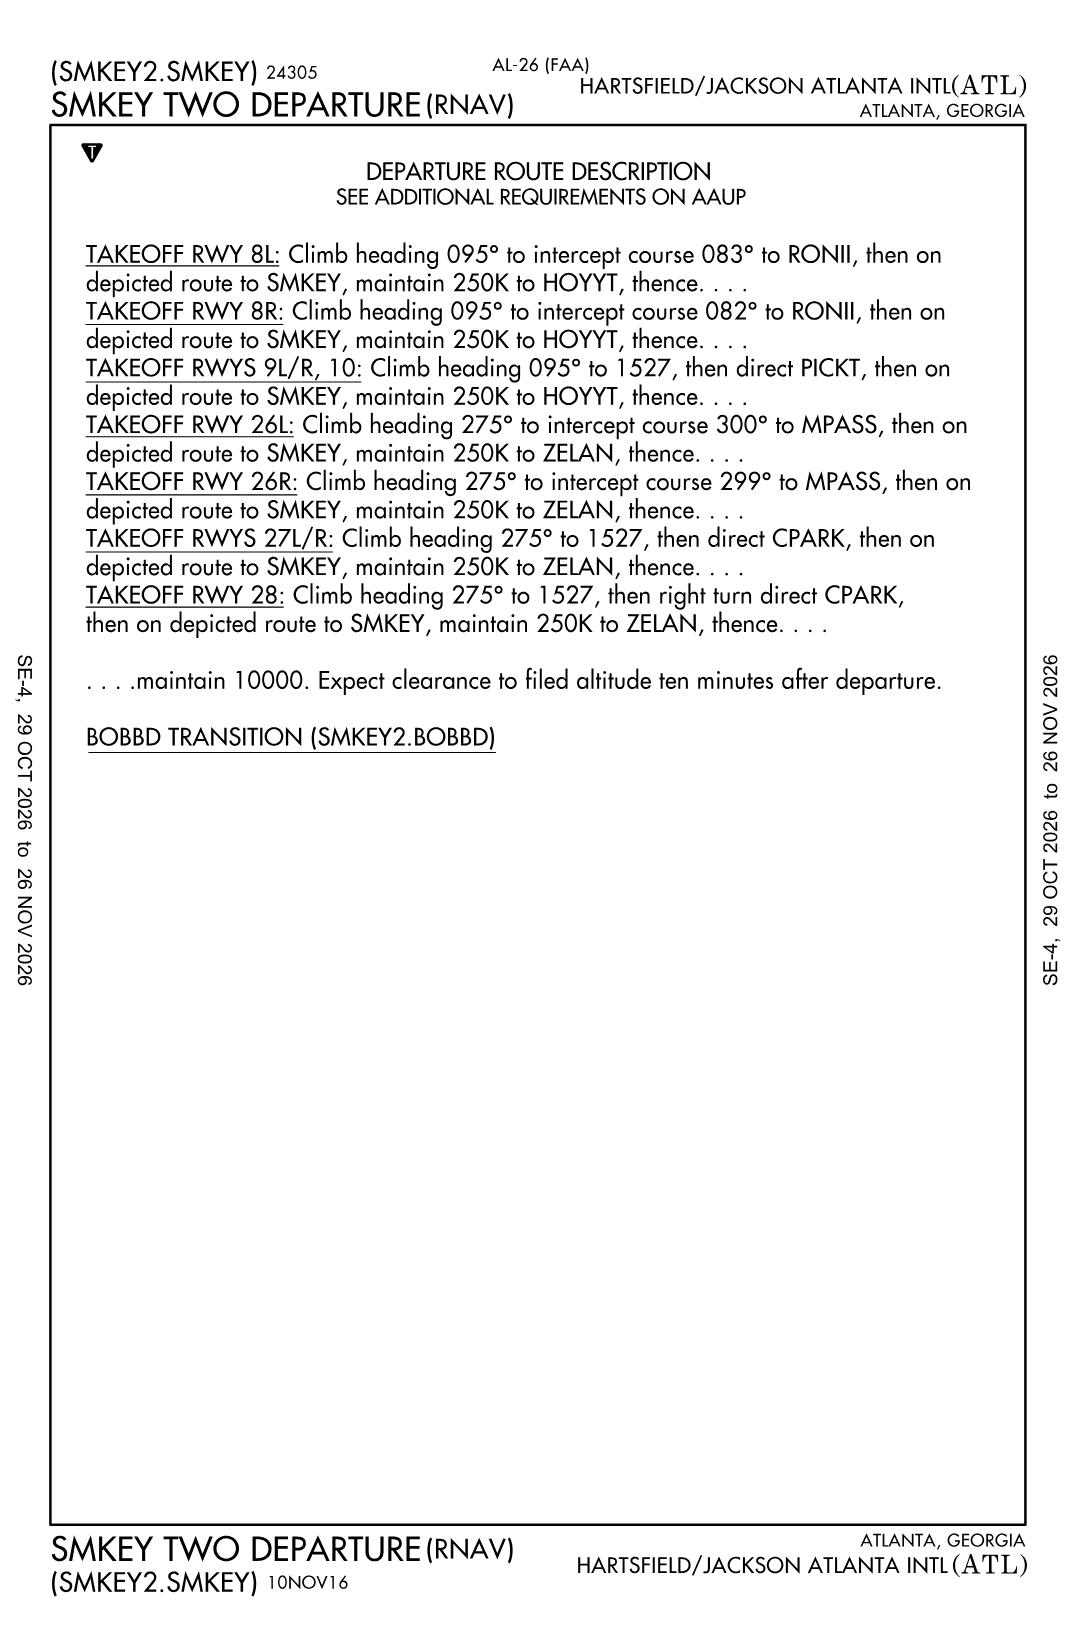 (SMKEY2.SMKEY) 24305
AL-26 (FAA)
HARTSFIELD/JACKSON ATLANTA INTL (ATL)
SMKEY TWO DEPARTURE (RNAV)
ATLANTA, GEORGIA
T
DEPARTURE ROUTE DESCRIPTION
SEE ADDITIONAL REQUIREMENTS ON AAUP
TAKEOFF RWY 8L: Climb heading 095° to intercept course 083° to RONII, then on
depicted route to SMKEY, maintain 250K to HOYYT, thence. . . .
TAKEOFF RWY 8R: Climb heading 095° to intercept course 082° to RONII, then on
depicted route to SMKEY, maintain 250K to HOYYT, thence. . . .
TAKEOFF RWYS 9L/R, 10: Climb heading 095° to 1527, then direct PICKT, then on
depicted route to SMKEY, maintain 250K to HOYYT, thence. . . .
TAKEOFF RWY 26L: Climb heading 275° to intercept course 300° to MPASS, then on
depicted route to SMKEY, maintain 250K to ZELAN, thence. . . .
TAKEOFF RWY 26R: Climb heading 275° to intercept course 299° to MPASS, then on
depicted route to SMKEY, maintain 250K to ZELAN, thence. . . .
TAKEOFF RWYS 27L/R: Climb heading 275° to 1527, then direct CPARK, then on
depicted route to SMKEY, maintain 250K to ZELAN, thence. . . .
TAKEOFF RWY 28: Climb heading 275° to 1527, then right turn direct CPARK,
then on depicted route to SMKEY, maintain 250K to ZELAN, thence. . . .
. . . .maintain 10000. Expect clearance to filed altitude ten minutes after departure.
BOBBD TRANSITION (SMKEY2.BOBBD)
SE-4, 29 OCT 2026 to 26 NOV 2026
SE-4, 29 OCT 2026 to 26 NOV 2026
SMKEY TWO DEPARTURE (RNAV)
ATLANTA, GEORGIA
HARTSFIELD/JACKSON ATLANTA INTL (ATL)
(SMKEY2.SMKEY) 10NOV16